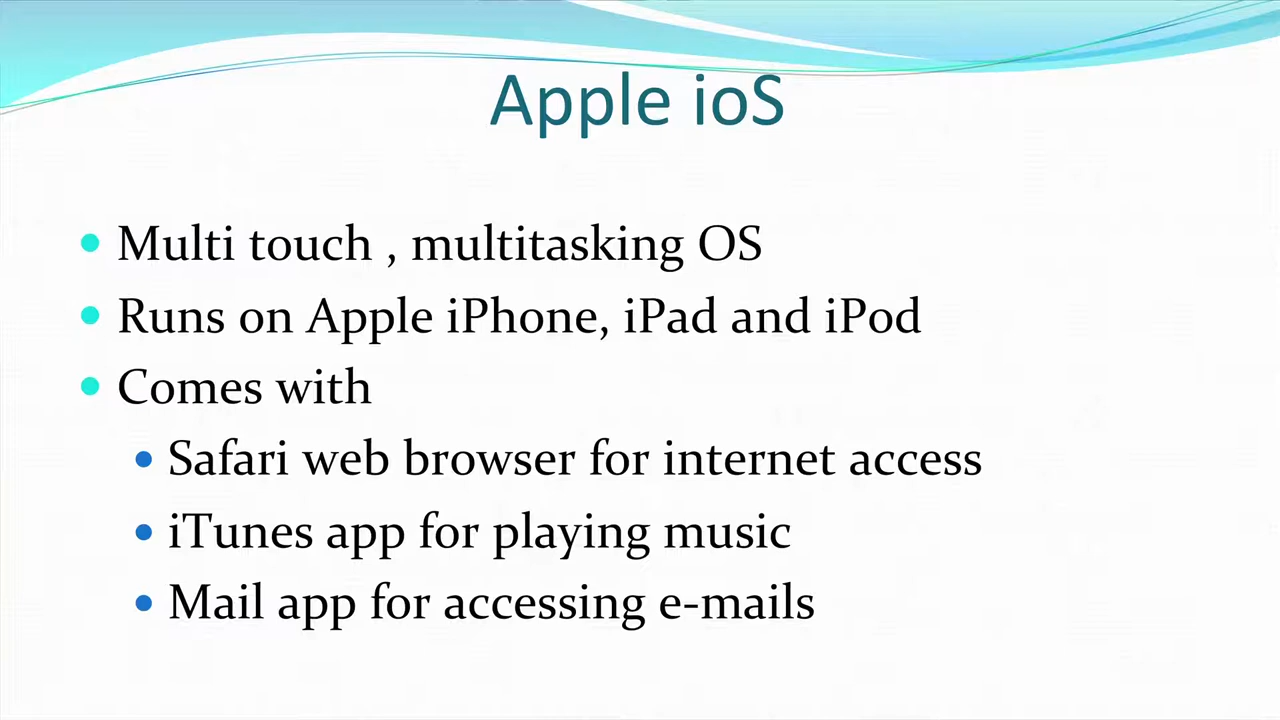 Apple ioS
Multi touch , multitasking OS
Runs on Apple iPhone, iPad and iPod
Comes with
Safari web browser for internet access
iTunes app for playing music
Mail app for accessing e-mails